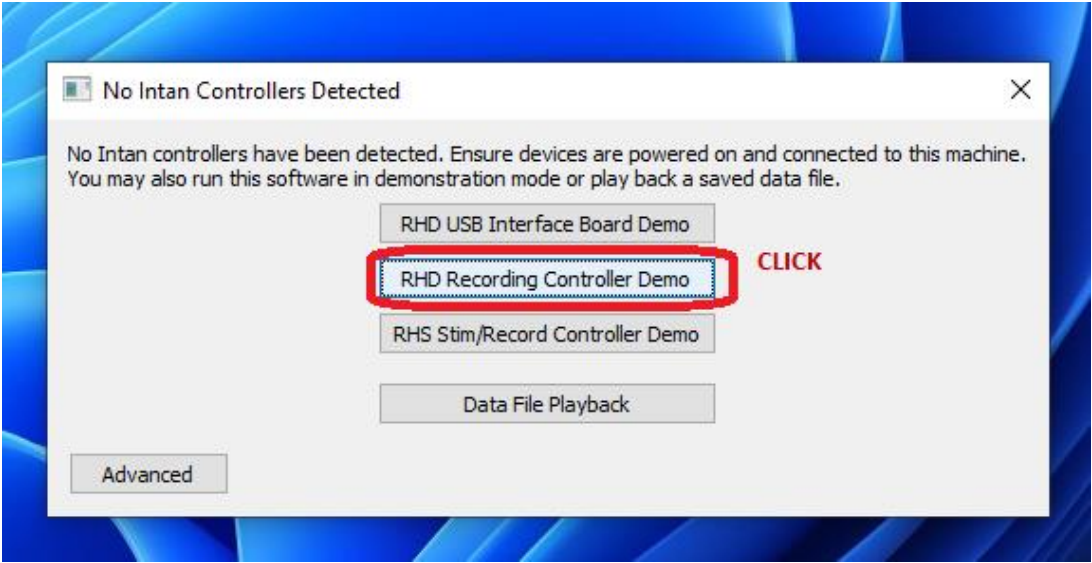 No Intan Controllers Detected
No Intan controllers have been detected. Ensure devices are powered on and connected to this machine.
You may also run this software in demonstration mode or play back a saved data file.
RHD USB Interface Board Demo
RHD Recording Controller Demo
CLICK
RHS Stim/Record Controller Demo
Data File Playback
Advanced